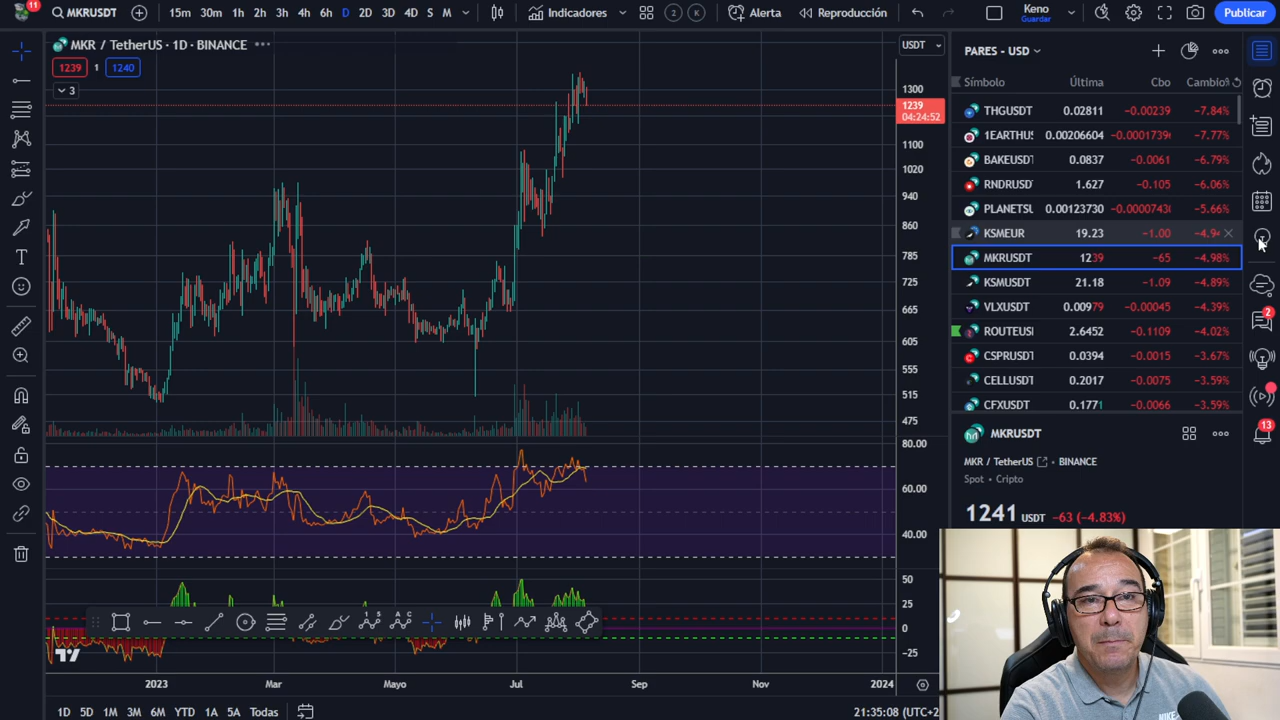 11 MKRUSDT 15m 30m 1h 2h 3h 4h 6h D 2D 3D 4D S M Indicadores 2 K Alerta Reproducción Keno Guardar Publicar
MKR / TetherUS · 1D · BINANCE
1239 1 1240
3
USDT
1300
1239
04:24:52
1100
1020
940
860
785
725
665
605
555
515
475
80.00
60.00
40.00
50
25
0
−25
2023 Mar Mayo Jul Sep Nov 2024
1D 5D 1M 3M 6M YTD 1A 5A Todas
21:35:08 (UTC+2
PARES - USD
Símbolo Última Cbo Cambio%
THGUSDT 0.02811 −0.00239 −7.84%
1EARTHUS 0.00206604 −0.0001739 −7.77%
BAKEUSDT 0.0837 −0.0061 −6.79%
RNDRUSDT 1.627 −0.105 −6.06%
PLANETSU 0.00123730 −0.0000743 −5.66%
KSMEUR 19.23 −1.00 −4.94
MKRUSDT 1239 −65 −4.98%
KSMUSDT 21.18 −1.09 −4.89%
VLXUSDT 0.00979 −0.00045 −4.39%
ROUTEUS 2.6452 −0.1109 −4.02%
CSPRUSDT 0.0394 −0.0015 −3.67%
CELLUSDT 0.2017 −0.0075 −3.59%
CFXUSDT 0.1771 −0.0066 −3.59%
2
13
MKRUSDT
MKR / TetherUS · BINANCE
Spot · Cripto
1241 USDT −63 (−4.83%)